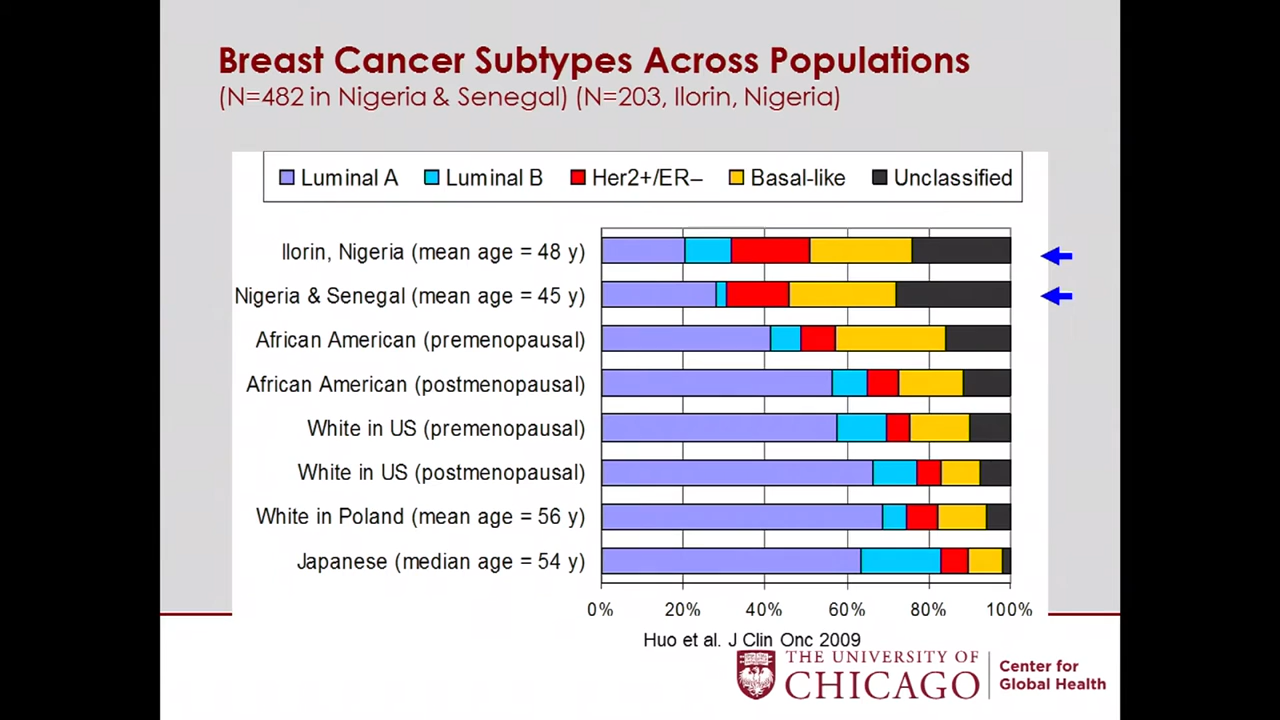 Breast Cancer Subtypes Across Populations
(N=482 in Nigeria & Senegal) (N=203, Ilorin, Nigeria)
Luminal A Luminal B Her2+/ER– Basal-like Unclassified
Ilorin, Nigeria (mean age = 48 y)
Nigeria & Senegal (mean age = 45 y)
African American (premenopausal)
African American (postmenopausal)
White in US (premenopausal)
White in US (postmenopausal)
White in Poland (mean age = 56 y)
Japanese (median age = 54 y)
0% 20% 40% 60% 80% 100%
Huo et al. J Clin Onc 2009
THE UNIVERSITY OF
CHICAGO
Center for
Global Health